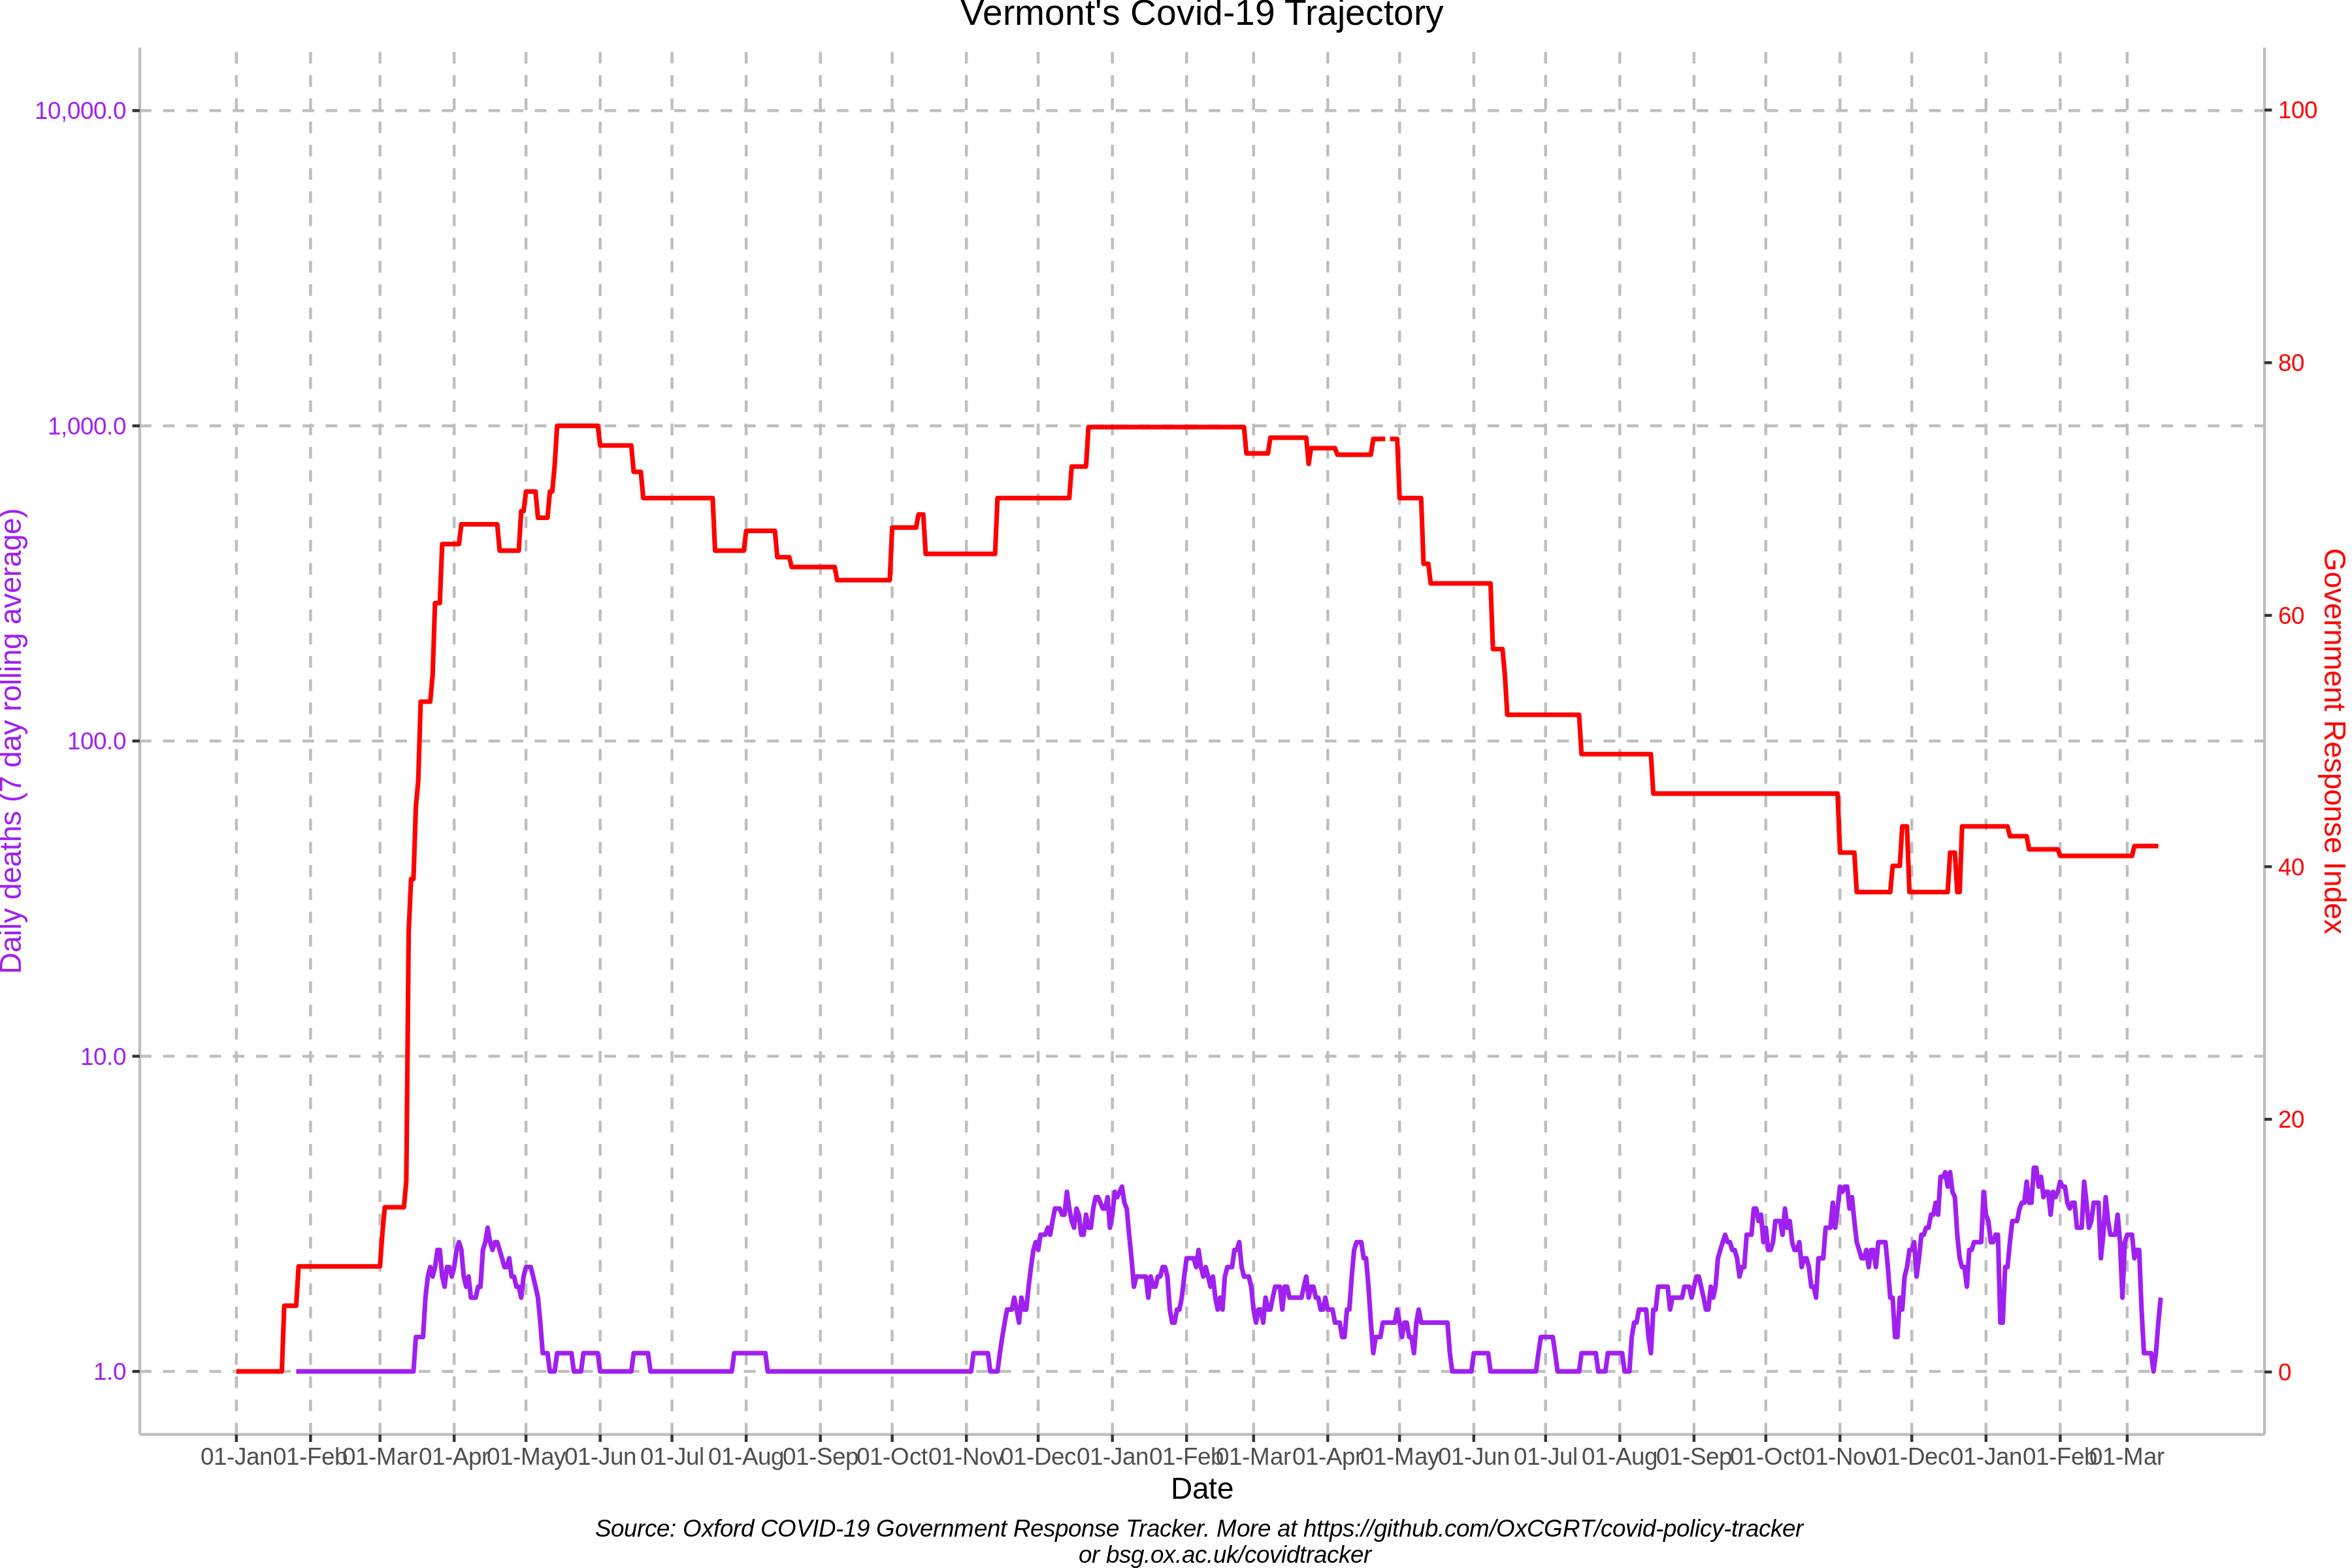 Vermont's Covid-19 Trajectory
10,000.0
1,000.0
100.0
10.0
1.0
Daily deaths (7 day rolling average)
100
80
60
40
20
0
Government Response Index
01-Jan 01-Feb 01-Mar 01-Apr 01-May 01-Jun 01-Jul 01-Aug 01-Sep 01-Oct 01-Nov 01-Dec 01-Jan 01-Feb 01-Mar 01-Apr 01-May 01-Jun 01-Jul 01-Aug 01-Sep 01-Oct 01-Nov 01-Dec 01-Jan 01-Feb 01-Mar
Date
Source: Oxford COVID-19 Government Response Tracker. More at https://github.com/OxCGRT/covid-policy-tracker
or bsg.ox.ac.uk/covidtracker